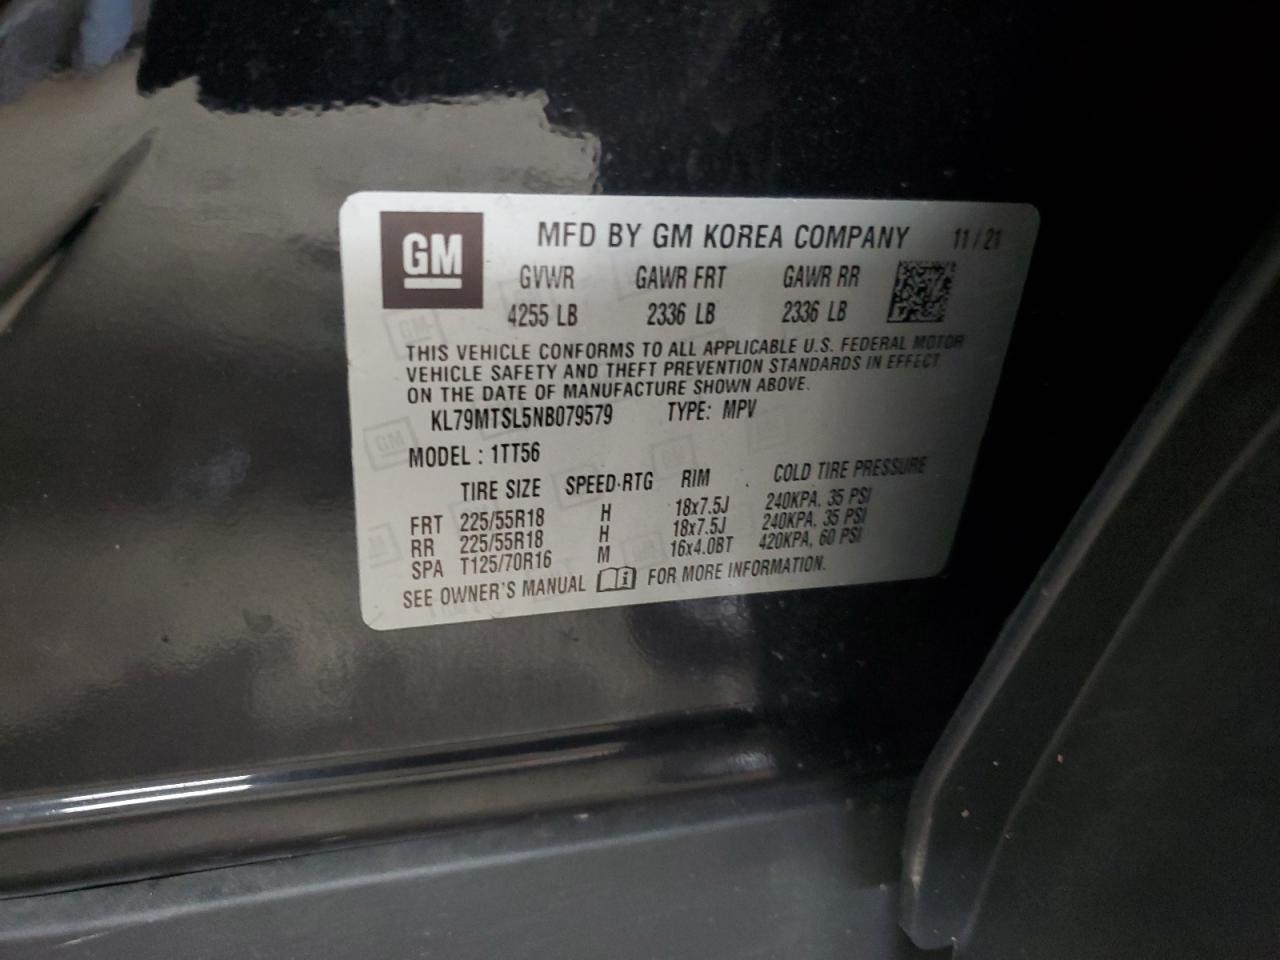 GM
MFD BY GM KOREA COMPANY 11 / 21
GVWR GAWR FRT GAWR RR
4255 LB 2336 LB 2336 LB
THIS VEHICLE CONFORMS TO ALL APPLICABLE U.S. FEDERAL MOTOR
VEHICLE SAFETY AND THEFT PREVENTION STANDARDS IN EFFECT
ON THE DATE OF MANUFACTURE SHOWN ABOVE.
KL79MTSL5NB079579 TYPE: MPV
MODEL : 1TT56
TIRE SIZE SPEED-RTG RIM COLD TIRE PRESSURE
FRT 225/55R18 H 18x7.5J 240KPA, 35 PSI
RR 225/55R18 H 18x7.5J 240KPA, 35 PSI
SPA T125/70R16 M 16x4.0BT 420KPA, 60 PSI
SEE OWNER'S MANUAL FOR MORE INFORMATION.